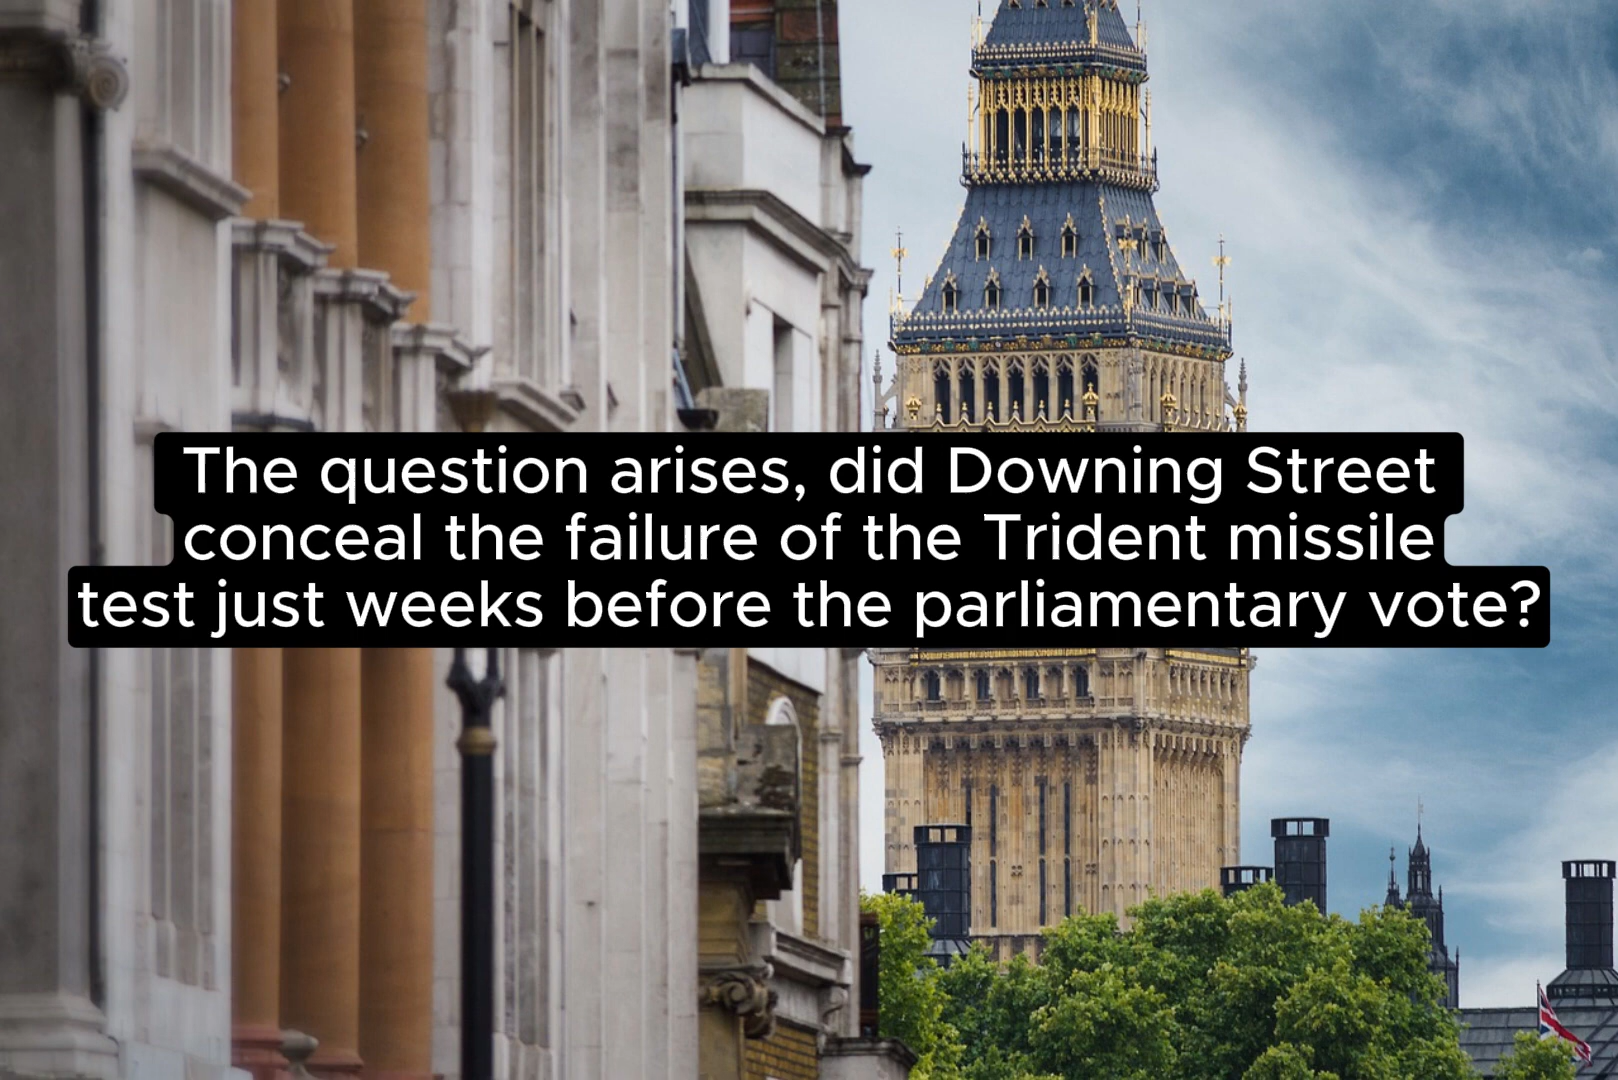 The question arises, did Downing Street
conceal the failure of the Trident missile
test just weeks before the parliamentary vote?